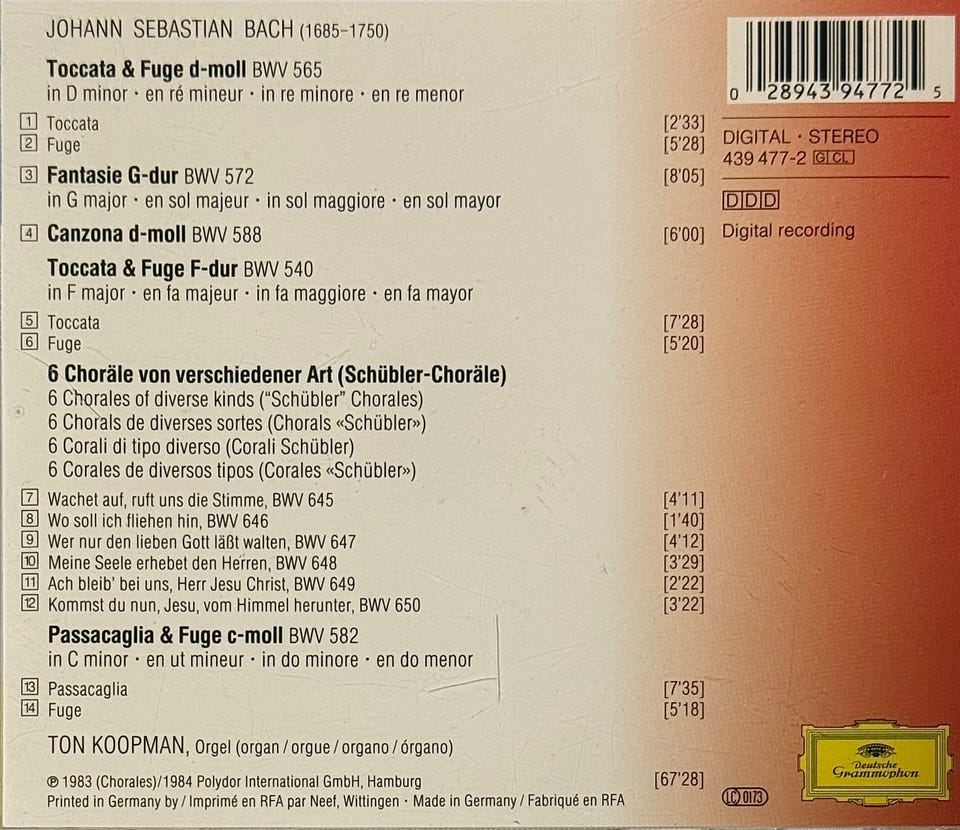 JOHANN SEBASTIAN BACH (1685–1750)
Toccata & Fuge d-moll BWV 565
in D minor · en ré mineur · in re minore · en re menor
1 Toccata [2'33]
2 Fuge [5'28]
3 Fantasie G-dur BWV 572 [8'05]
in G major · en sol majeur · in sol maggiore · en sol mayor
4 Canzona d-moll BWV 588 [6'00]
Toccata & Fuge F-dur BWV 540
in F major · en fa majeur · in fa maggiore · en fa mayor
5 Toccata [7'28]
6 Fuge [5'20]
6 Choräle von verschiedener Art (Schübler-Choräle)
6 Chorales of diverse kinds (“Schübler” Chorales)
6 Chorals de diverses sortes (Chorals «Schübler»)
6 Corali di tipo diverso (Corali Schübler)
6 Corales de diversos tipos (Corales «Schübler»)
7 Wachet auf, ruft uns die Stimme, BWV 645 [4'11]
8 Wo soll ich fliehen hin, BWV 646 [1'40]
9 Wer nur den lieben Gott läßt walten, BWV 647 [4'12]
10 Meine Seele erhebet den Herren, BWV 648 [3'29]
11 Ach bleib' bei uns, Herr Jesu Christ, BWV 649 [2'22]
12 Kommst du nun, Jesu, vom Himmel herunter, BWV 650 [3'22]
Passacaglia & Fuge c-moll BWV 582
in C minor · en ut mineur · in do minore · en do menor
13 Passacaglia [7'35]
14 Fuge [5'18]
TON KOOPMAN, Orgel (organ / orgue / organo / órgano)
℗ 1983 (Chorales)/1984 Polydor International GmbH, Hamburg [67'28]
Printed in Germany by / Imprimé en RFA par Neef, Wittingen · Made in Germany / Fabriqué en RFA
0 28943 94772 5
DIGITAL · STEREO
439 477-2 G CL
DDD
Digital recording
LC 0173
Deutsche
Grammophon